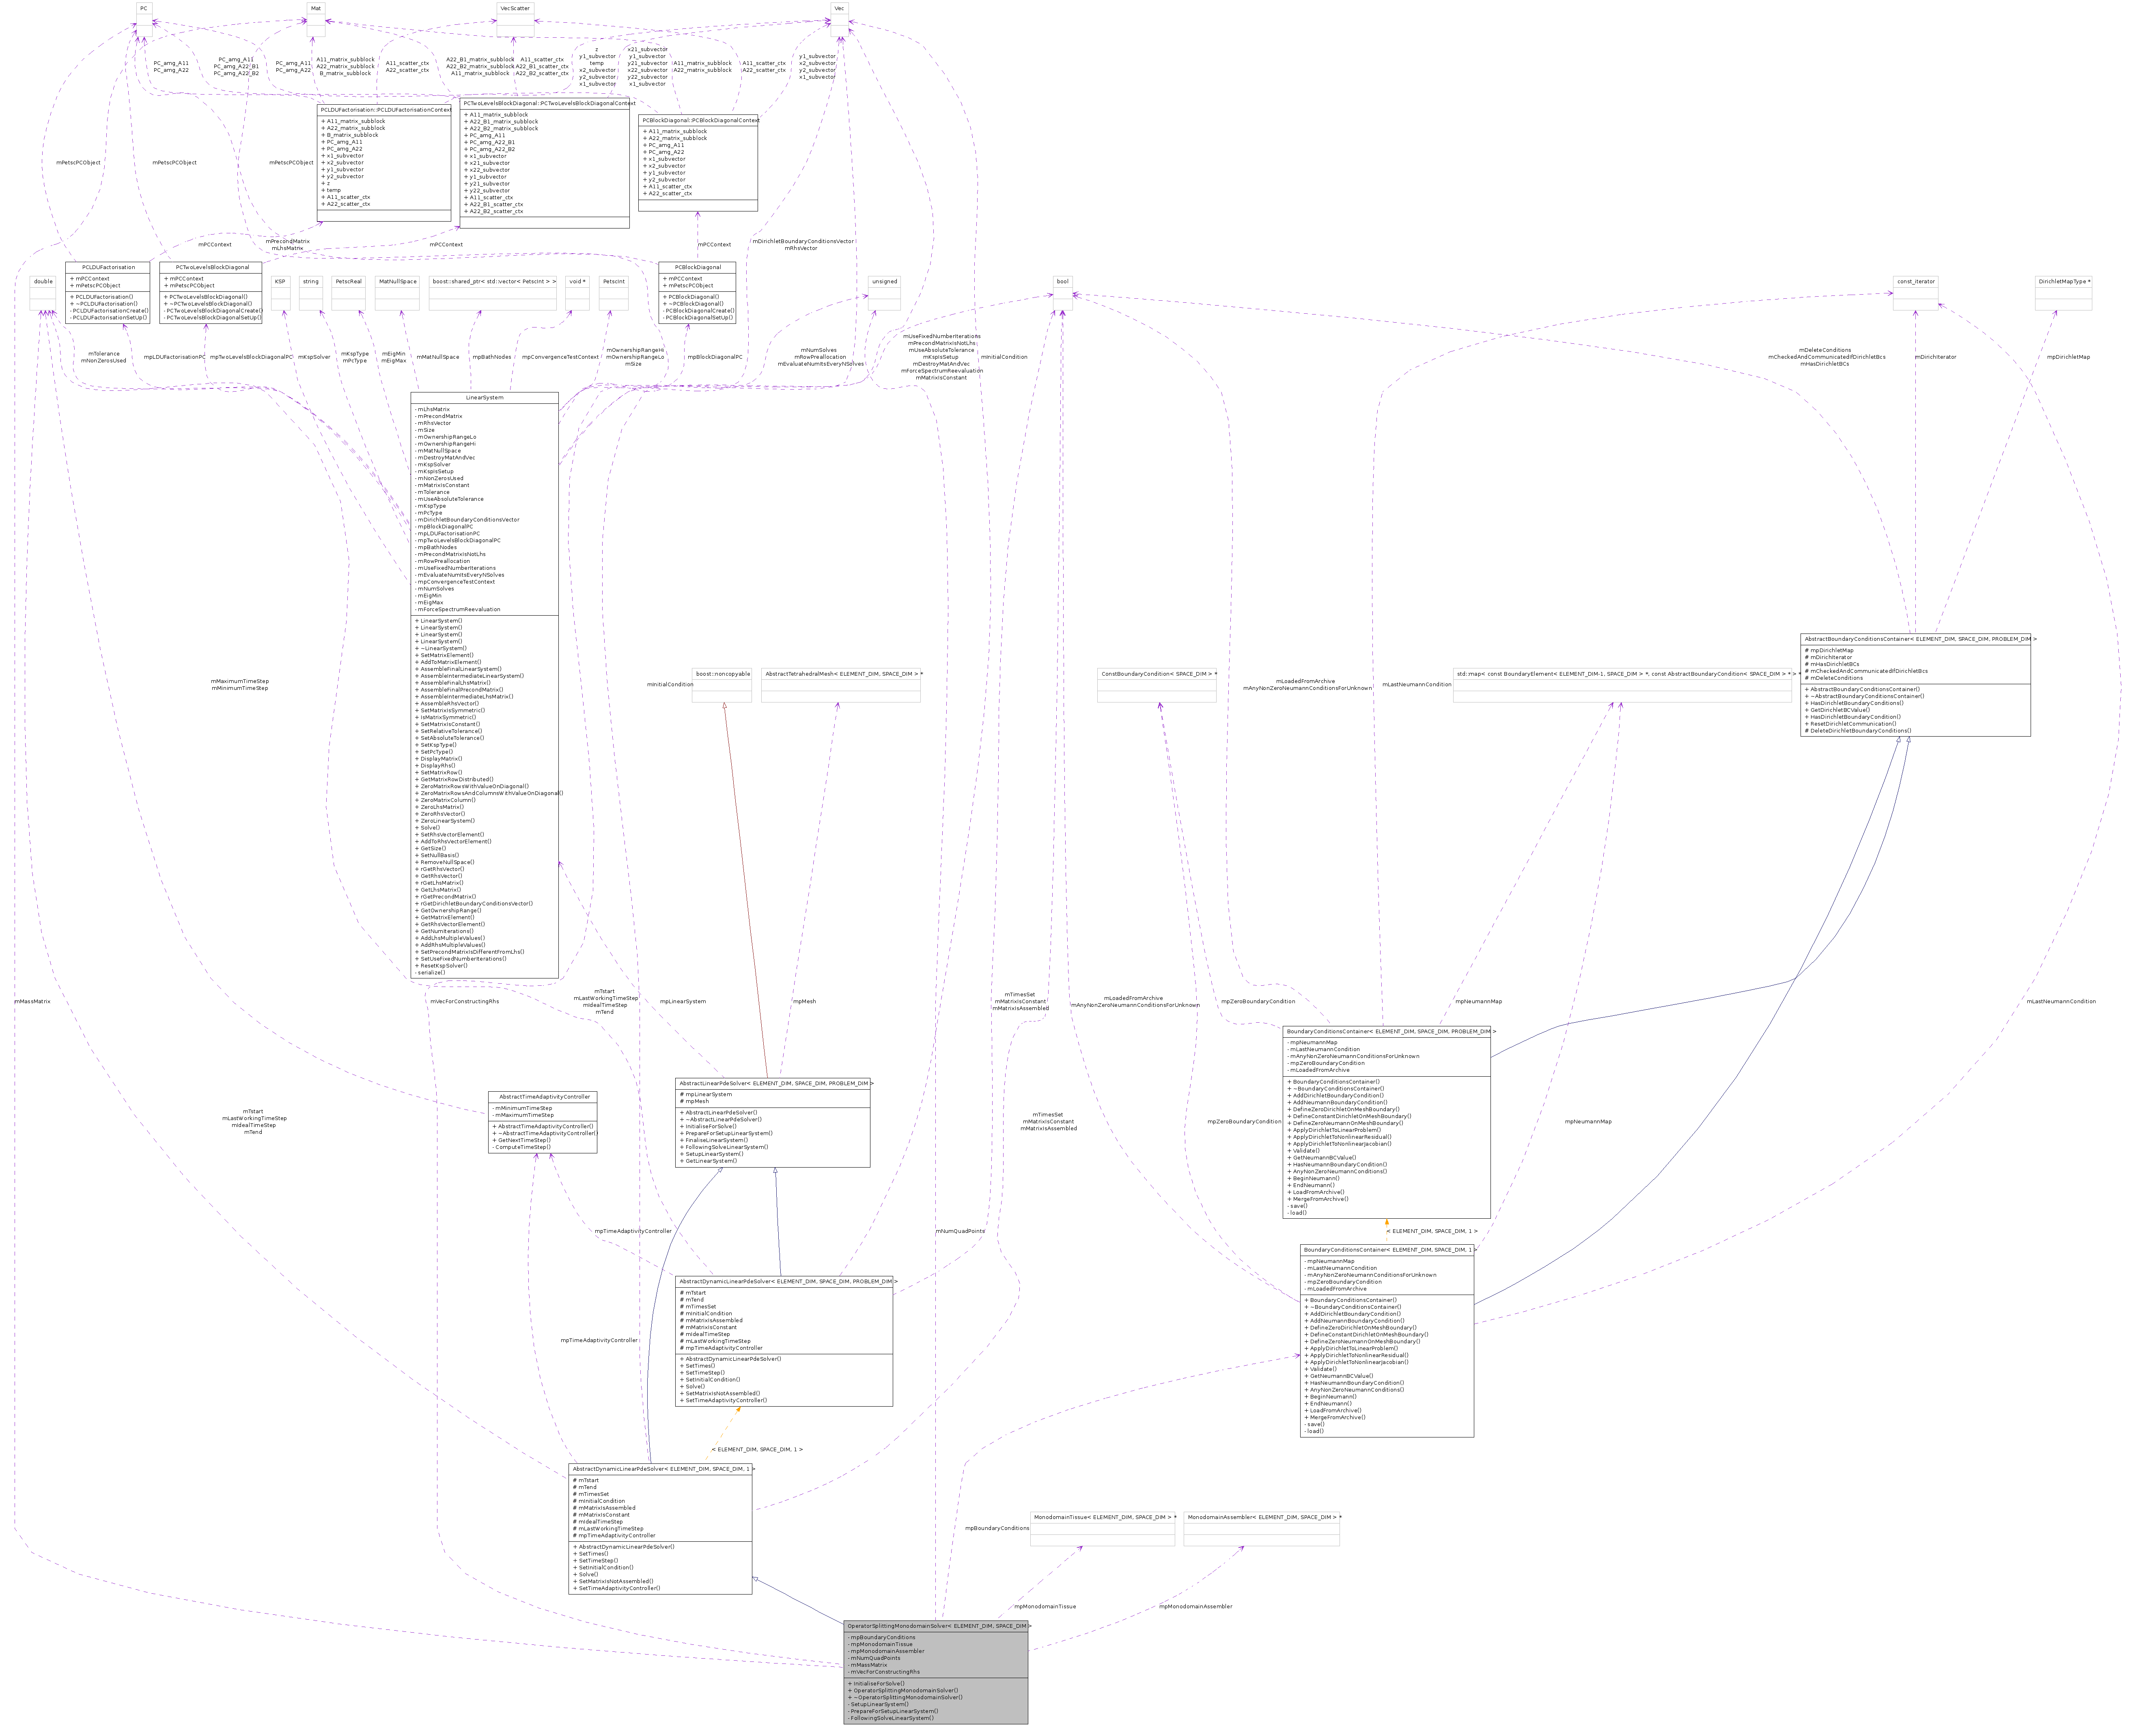 PC
Mat
VecScatter
Vec
PC_amg_A11
PC_amg_A22
PC_amg_A11
PC_amg_A22_B1
PC_amg_A22_B2
PC_amg_A11
PC_amg_A22
A11_matrix_subblock
A22_matrix_subblock
B_matrix_subblock
A11_scatter_ctx
A22_scatter_ctx
A22_B1_matrix_subblock
A22_B2_matrix_subblock
A11_matrix_subblock
A11_scatter_ctx
A22_B1_scatter_ctx
A22_B2_scatter_ctx
z
y1_subvector
temp
x2_subvector
y2_subvector
x1_subvector
x21_subvector
y1_subvector
y21_subvector
x22_subvector
y22_subvector
x1_subvector
A11_matrix_subblock
A22_matrix_subblock
A11_scatter_ctx
A22_scatter_ctx
y1_subvector
x2_subvector
y2_subvector
x1_subvector
PCLDUFactorisation::PCLDUFactorisationContext
+ A11_matrix_subblock
+ A22_matrix_subblock
+ B_matrix_subblock
+ PC_amg_A11
+ PC_amg_A22
+ x1_subvector
+ x2_subvector
+ y1_subvector
+ y2_subvector
+ z
+ temp
+ A11_scatter_ctx
+ A22_scatter_ctx
PCTwoLevelsBlockDiagonal::PCTwoLevelsBlockDiagonalContext
+ A11_matrix_subblock
+ A22_B1_matrix_subblock
+ A22_B2_matrix_subblock
+ PC_amg_A11
+ PC_amg_A22_B1
+ PC_amg_A22_B2
+ x1_subvector
+ x21_subvector
+ x22_subvector
+ y1_subvector
+ y21_subvector
+ y22_subvector
+ A11_scatter_ctx
+ A22_B1_scatter_ctx
+ A22_B2_scatter_ctx
PCBlockDiagonal::PCBlockDiagonalContext
+ A11_matrix_subblock
+ A22_matrix_subblock
+ PC_amg_A11
+ PC_amg_A22
+ x1_subvector
+ x2_subvector
+ y1_subvector
+ y2_subvector
+ A11_scatter_ctx
+ A22_scatter_ctx
mPetscPCObject
mPetscPCObject
mPetscPCObject
mPCContext
mPrecondMatrix
mLhsMatrix
mPCContext
mPCContext
mDirichletBoundaryConditionsVector
mRhsVector
double
PCLDUFactorisation
+ mPCContext
+ mPetscPCObject
+ PCLDUFactorisation()
+ ~PCLDUFactorisation()
- PCLDUFactorisationCreate()
- PCLDUFactorisationSetUp()
PCTwoLevelsBlockDiagonal
+ mPCContext
+ mPetscPCObject
+ PCTwoLevelsBlockDiagonal()
+ ~PCTwoLevelsBlockDiagonal()
- PCTwoLevelsBlockDiagonalCreate()
- PCTwoLevelsBlockDiagonalSetUp()
KSP
string
PetscReal
MatNullSpace
boost::shared_ptr< std::vector< PetscInt > >
void *
PetscInt
PCBlockDiagonal
+ mPCContext
+ mPetscPCObject
+ PCBlockDiagonal()
+ ~PCBlockDiagonal()
- PCBlockDiagonalCreate()
- PCBlockDiagonalSetUp()
unsigned
bool
const_iterator
DirichletMapType *
mTolerance
mNonZerosUsed
mpLDUFactorisationPC
mpTwoLevelsBlockDiagonalPC
mKspSolver
mKspType
mPcType
mEigMin
mEigMax
mMatNullSpace
mpBathNodes
mpConvergenceTestContext
mOwnershipRangeHi
mOwnershipRangeLo
mSize
mpBlockDiagonalPC
mNumSolves
mRowPreallocation
mEvaluateNumItsEveryNSolves
mUseFixedNumberIterations
mPrecondMatrixIsNotLhs
mUseAbsoluteTolerance
mKspIsSetup
mDestroyMatAndVec
mForceSpectrumReevaluation
mMatrixIsConstant
mInitialCondition
mDeleteConditions
mCheckedAndCommunicatedIfDirichletBcs
mHasDirichletBCs
mDirichIterator
mpDirichletMap
LinearSystem
- mLhsMatrix
- mPrecondMatrix
- mRhsVector
- mSize
- mOwnershipRangeLo
- mOwnershipRangeHi
- mMatNullSpace
- mDestroyMatAndVec
- mKspSolver
- mKspIsSetup
- mNonZerosUsed
- mMatrixIsConstant
- mTolerance
- mUseAbsoluteTolerance
- mKspType
- mPcType
- mDirichletBoundaryConditionsVector
- mpBlockDiagonalPC
- mpLDUFactorisationPC
- mpTwoLevelsBlockDiagonalPC
- mpBathNodes
- mPrecondMatrixIsNotLhs
- mRowPreallocation
- mUseFixedNumberIterations
- mEvaluateNumItsEveryNSolves
- mpConvergenceTestContext
- mNumSolves
- mEigMin
- mEigMax
- mForceSpectrumReevaluation
+ LinearSystem()
+ LinearSystem()
+ LinearSystem()
+ LinearSystem()
+ ~LinearSystem()
+ SetMatrixElement()
+ AddToMatrixElement()
+ AssembleFinalLinearSystem()
+ AssembleIntermediateLinearSystem()
+ AssembleFinalLhsMatrix()
+ AssembleFinalPrecondMatrix()
+ AssembleIntermediateLhsMatrix()
+ AssembleRhsVector()
+ SetMatrixIsSymmetric()
+ IsMatrixSymmetric()
+ SetMatrixIsConstant()
+ SetRelativeTolerance()
+ SetAbsoluteTolerance()
+ SetKspType()
+ SetPcType()
+ DisplayMatrix()
+ DisplayRhs()
+ SetMatrixRow()
+ GetMatrixRowDistributed()
+ ZeroMatrixRowsWithValueOnDiagonal()
+ ZeroMatrixRowsAndColumnsWithValueOnDiagonal()
+ ZeroMatrixColumn()
+ ZeroLhsMatrix()
+ ZeroRhsVector()
+ ZeroLinearSystem()
+ Solve()
+ SetRhsVectorElement()
+ AddToRhsVectorElement()
+ GetSize()
+ SetNullBasis()
+ RemoveNullSpace()
+ rGetRhsVector()
+ GetRhsVector()
+ rGetLhsMatrix()
+ GetLhsMatrix()
+ rGetPrecondMatrix()
+ rGetDirichletBoundaryConditionsVector()
+ GetOwnershipRange()
+ GetMatrixElement()
+ GetRhsVectorElement()
+ GetNumIterations()
+ AddLhsMultipleValues()
+ AddRhsMultipleValues()
+ SetPrecondMatrixIsDifferentFromLhs()
+ SetUseFixedNumberIterations()
+ ResetKspSolver()
- serialize()
AbstractBoundaryConditionsContainer< ELEMENT_DIM, SPACE_DIM, PROBLEM_DIM >
# mpDirichletMap
# mDirichIterator
# mHasDirichletBCs
# mCheckedAndCommunicatedIfDirichletBcs
# mDeleteConditions
+ AbstractBoundaryConditionsContainer()
+ ~AbstractBoundaryConditionsContainer()
+ HasDirichletBoundaryConditions()
+ GetDirichletBCValue()
+ HasDirichletBoundaryCondition()
+ ResetDirichletCommunication()
# DeleteDirichletBoundaryConditions()
mMaximumTimeStep
mMinimumTimeStep
mInitialCondition
boost::noncopyable
AbstractTetrahedralMesh< ELEMENT_DIM, SPACE_DIM > *
ConstBoundaryCondition< SPACE_DIM > *
mLoadedFromArchive
mAnyNonZeroNeumannConditionsForUnknown
mLastNeumannCondition
std::map< const BoundaryElement< ELEMENT_DIM-1, SPACE_DIM > *, const AbstractBoundaryCondition< SPACE_DIM > * > *
mMassMatrix
mVecForConstructingRhs
mTstart
mLastWorkingTimeStep
mIdealTimeStep
mTend
mpLinearSystem
mpMesh
mTimesSet
mMatrixIsConstant
mMatrixIsAssembled
mLoadedFromArchive
mAnyNonZeroNeumannConditionsForUnknown
mpZeroBoundaryCondition
mpNeumannMap
mLastNeumannCondition
BoundaryConditionsContainer< ELEMENT_DIM, SPACE_DIM, PROBLEM_DIM >
- mpNeumannMap
- mLastNeumannCondition
- mAnyNonZeroNeumannConditionsForUnknown
- mpZeroBoundaryCondition
- mLoadedFromArchive
+ BoundaryConditionsContainer()
+ ~BoundaryConditionsContainer()
+ AddDirichletBoundaryCondition()
+ AddNeumannBoundaryCondition()
+ DefineZeroDirichletOnMeshBoundary()
+ DefineConstantDirichletOnMeshBoundary()
+ DefineZeroNeumannOnMeshBoundary()
+ ApplyDirichletToLinearProblem()
+ ApplyDirichletToNonlinearResidual()
+ ApplyDirichletToNonlinearJacobian()
+ Validate()
+ GetNeumannBCValue()
+ HasNeumannBoundaryCondition()
+ AnyNonZeroNeumannConditions()
+ BeginNeumann()
+ EndNeumann()
+ LoadFromArchive()
+ MergeFromArchive()
- save()
- load()
AbstractTimeAdaptivityController
- mMinimumTimeStep
- mMaximumTimeStep
+ AbstractTimeAdaptivityController()
+ ~AbstractTimeAdaptivityController()
+ GetNextTimeStep()
- ComputeTimeStep()
AbstractLinearPdeSolver< ELEMENT_DIM, SPACE_DIM, PROBLEM_DIM >
# mpLinearSystem
# mpMesh
+ AbstractLinearPdeSolver()
+ ~AbstractLinearPdeSolver()
+ InitialiseForSolve()
+ PrepareForSetupLinearSystem()
+ FinaliseLinearSystem()
+ FollowingSolveLinearSystem()
+ SetupLinearSystem()
+ GetLinearSystem()
mTstart
mLastWorkingTimeStep
mIdealTimeStep
mTend
mTimesSet
mMatrixIsConstant
mMatrixIsAssembled
mpZeroBoundaryCondition
mpNeumannMap
mpTimeAdaptivityController
mNumQuadPoints
< ELEMENT_DIM, SPACE_DIM, 1 >
BoundaryConditionsContainer< ELEMENT_DIM, SPACE_DIM, 1 >
- mpNeumannMap
- mLastNeumannCondition
- mAnyNonZeroNeumannConditionsForUnknown
- mpZeroBoundaryCondition
- mLoadedFromArchive
+ BoundaryConditionsContainer()
+ ~BoundaryConditionsContainer()
+ AddDirichletBoundaryCondition()
+ AddNeumannBoundaryCondition()
+ DefineZeroDirichletOnMeshBoundary()
+ DefineConstantDirichletOnMeshBoundary()
+ DefineZeroNeumannOnMeshBoundary()
+ ApplyDirichletToLinearProblem()
+ ApplyDirichletToNonlinearResidual()
+ ApplyDirichletToNonlinearJacobian()
+ Validate()
+ GetNeumannBCValue()
+ HasNeumannBoundaryCondition()
+ AnyNonZeroNeumannConditions()
+ BeginNeumann()
+ EndNeumann()
+ LoadFromArchive()
+ MergeFromArchive()
- save()
- load()
AbstractDynamicLinearPdeSolver< ELEMENT_DIM, SPACE_DIM, PROBLEM_DIM >
# mTstart
# mTend
# mTimesSet
# mInitialCondition
# mMatrixIsAssembled
# mMatrixIsConstant
# mIdealTimeStep
# mLastWorkingTimeStep
# mpTimeAdaptivityController
+ AbstractDynamicLinearPdeSolver()
+ SetTimes()
+ SetTimeStep()
+ SetInitialCondition()
+ Solve()
+ SetMatrixIsNotAssembled()
+ SetTimeAdaptivityController()
mpTimeAdaptivityController
< ELEMENT_DIM, SPACE_DIM, 1 >
AbstractDynamicLinearPdeSolver< ELEMENT_DIM, SPACE_DIM, 1 >
# mTstart
# mTend
# mTimesSet
# mInitialCondition
# mMatrixIsAssembled
# mMatrixIsConstant
# mIdealTimeStep
# mLastWorkingTimeStep
# mpTimeAdaptivityController
+ AbstractDynamicLinearPdeSolver()
+ SetTimes()
+ SetTimeStep()
+ SetInitialCondition()
+ Solve()
+ SetMatrixIsNotAssembled()
+ SetTimeAdaptivityController()
mpBoundaryConditions
MonodomainTissue< ELEMENT_DIM, SPACE_DIM > *
MonodomainAssembler< ELEMENT_DIM, SPACE_DIM > *
mpMonodomainTissue
mpMonodomainAssembler
OperatorSplittingMonodomainSolver< ELEMENT_DIM, SPACE_DIM >
- mpBoundaryConditions
- mpMonodomainTissue
- mpMonodomainAssembler
- mNumQuadPoints
- mMassMatrix
- mVecForConstructingRhs
+ InitialiseForSolve()
+ OperatorSplittingMonodomainSolver()
+ ~OperatorSplittingMonodomainSolver()
- SetupLinearSystem()
- PrepareForSetupLinearSystem()
- FollowingSolveLinearSystem()